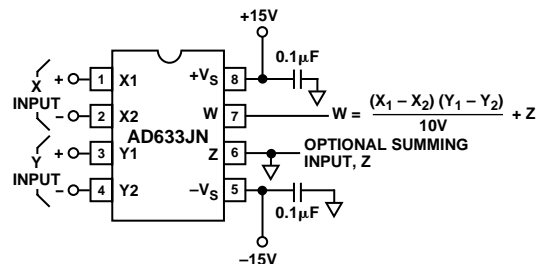 +15V
0.1μF
X
INPUT
+ 1 X1 +VS 8
– 2 X2 W 7
W = (X1 – X2) (Y1 – Y2) / 10V + Z
AD633JN
Y
INPUT
+ 3 Y1 Z 6
OPTIONAL SUMMING
INPUT, Z
– 4 Y2 –VS 5
0.1μF
–15V